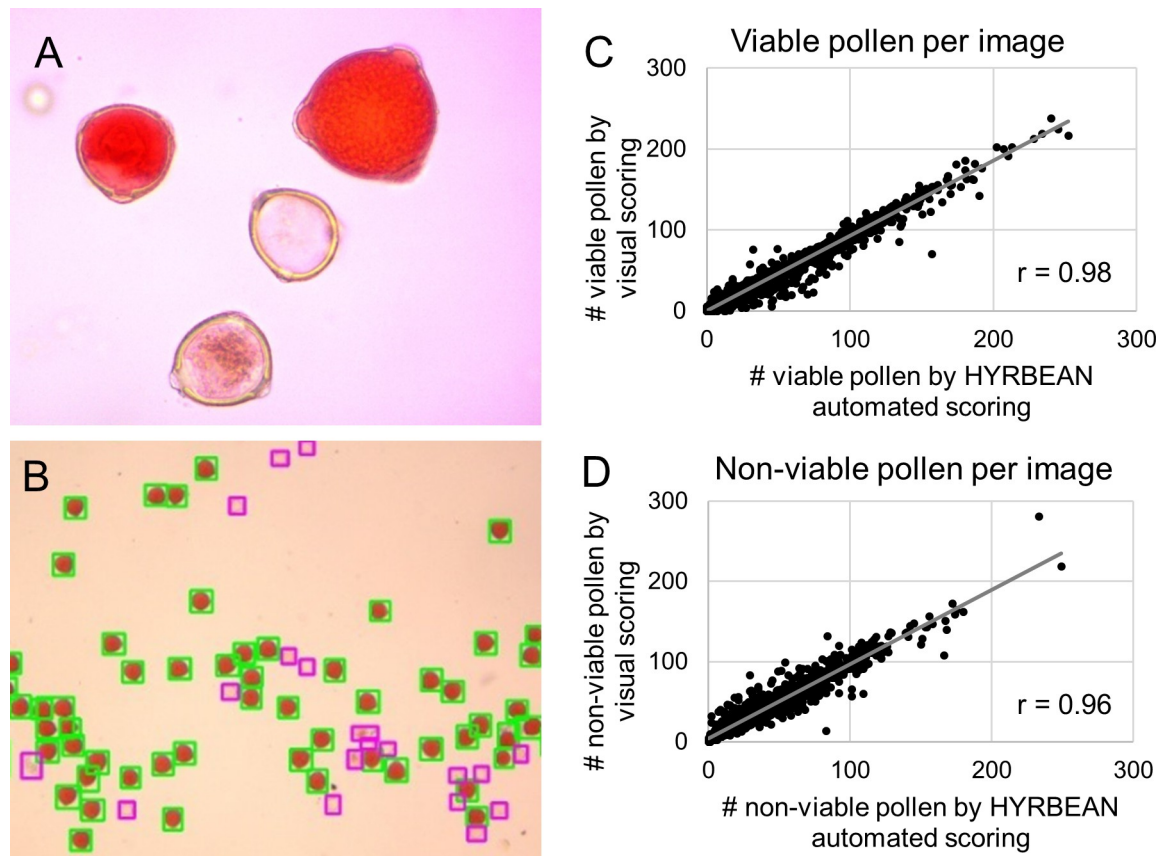 A
B
C
Viable pollen per image
# viable pollen by
visual scoring
300
200
100
0
0
100
200
300
r = 0.98
# viable pollen by HYRBEAN
automated scoring
D
Non-viable pollen per image
# non-viable pollen by
visual scoring
300
200
100
0
0
100
200
300
r = 0.96
# non-viable pollen by HYRBEAN
automated scoring